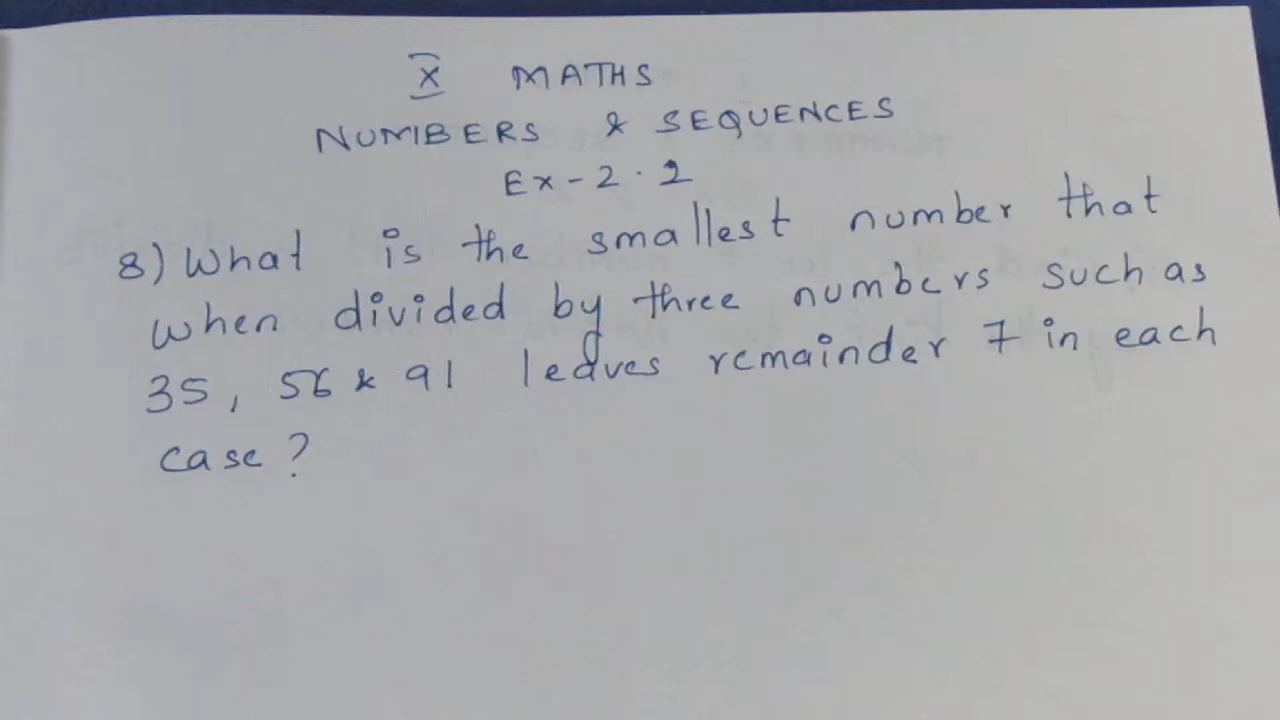 X MATHS
NUMBERS & SEQUENCES
Ex-2.2
8) What is the smallest number that
when divided by three numbers such as
35, 56 & 91 leaves remainder 7 in each
case?